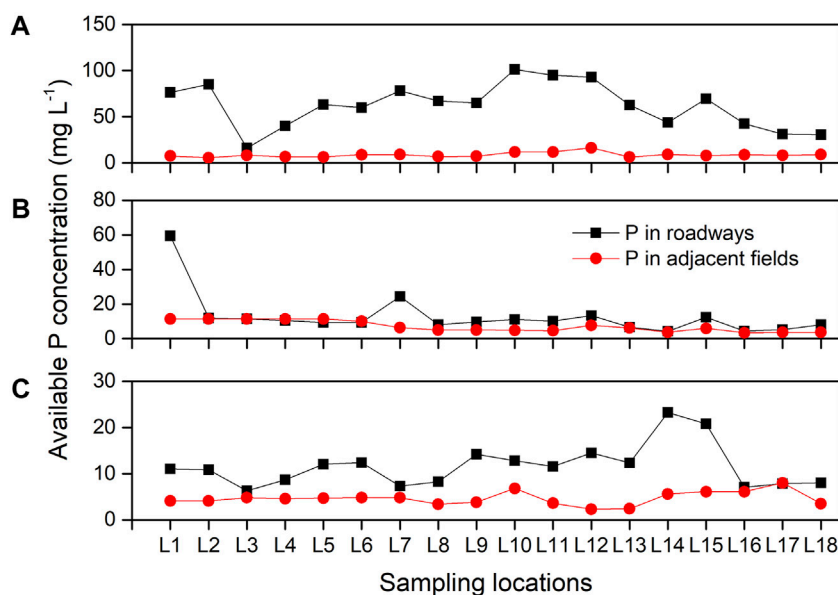 A
150
100
50
0
B
80
60
40
20
0
P in roadways
P in adjacent fields
C
30
20
10
0
Available P concentration (mg L⁻¹)
L1 L2 L3 L4 L5 L6 L7 L8 L9 L10 L11 L12 L13 L14 L15 L16 L17 L18
Sampling locations